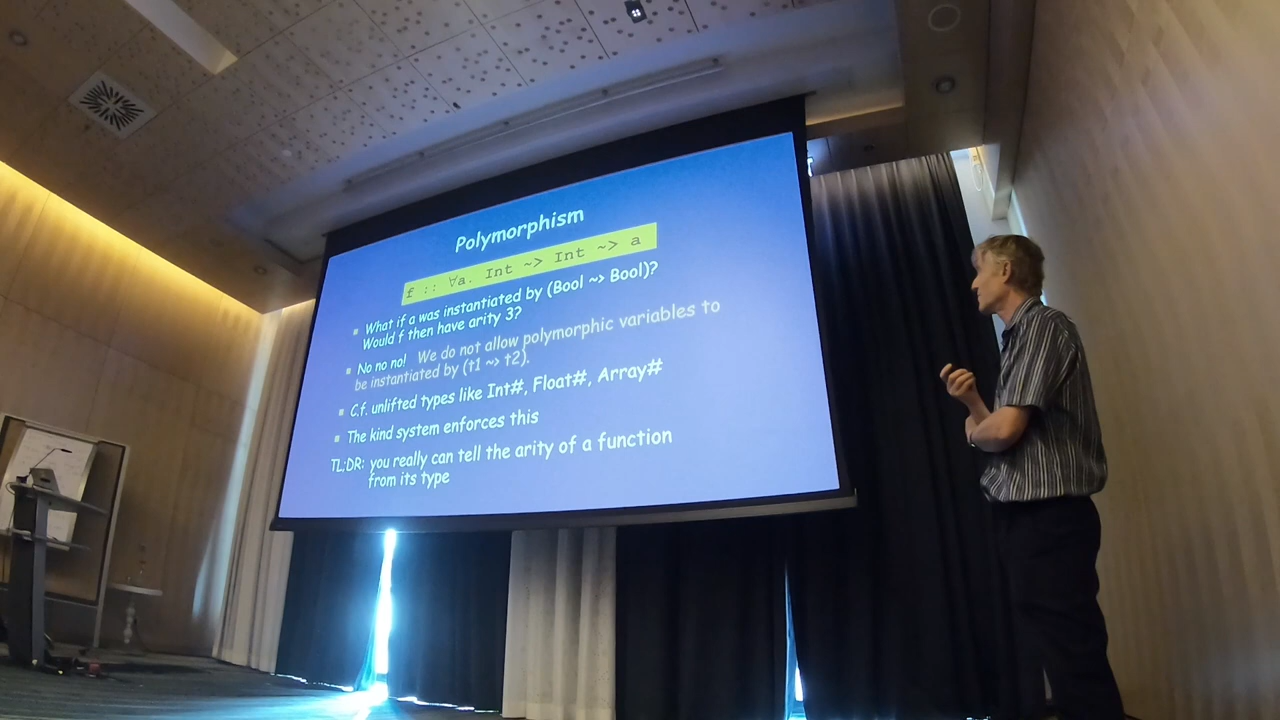 Polymorphism
f :: ∀a. Int ~> Int ~> a
▪ What if a was instantiated by (Bool ~> Bool)?
Would f then have arity 3?
▪ No no no! We do not allow polymorphic variables to
be instantiated by (t1 ~> t2).
▪ C.f. unlifted types like Int#, Float#, Array#
▪ The kind system enforces this
TL;DR: you really can tell the arity of a function
from its type